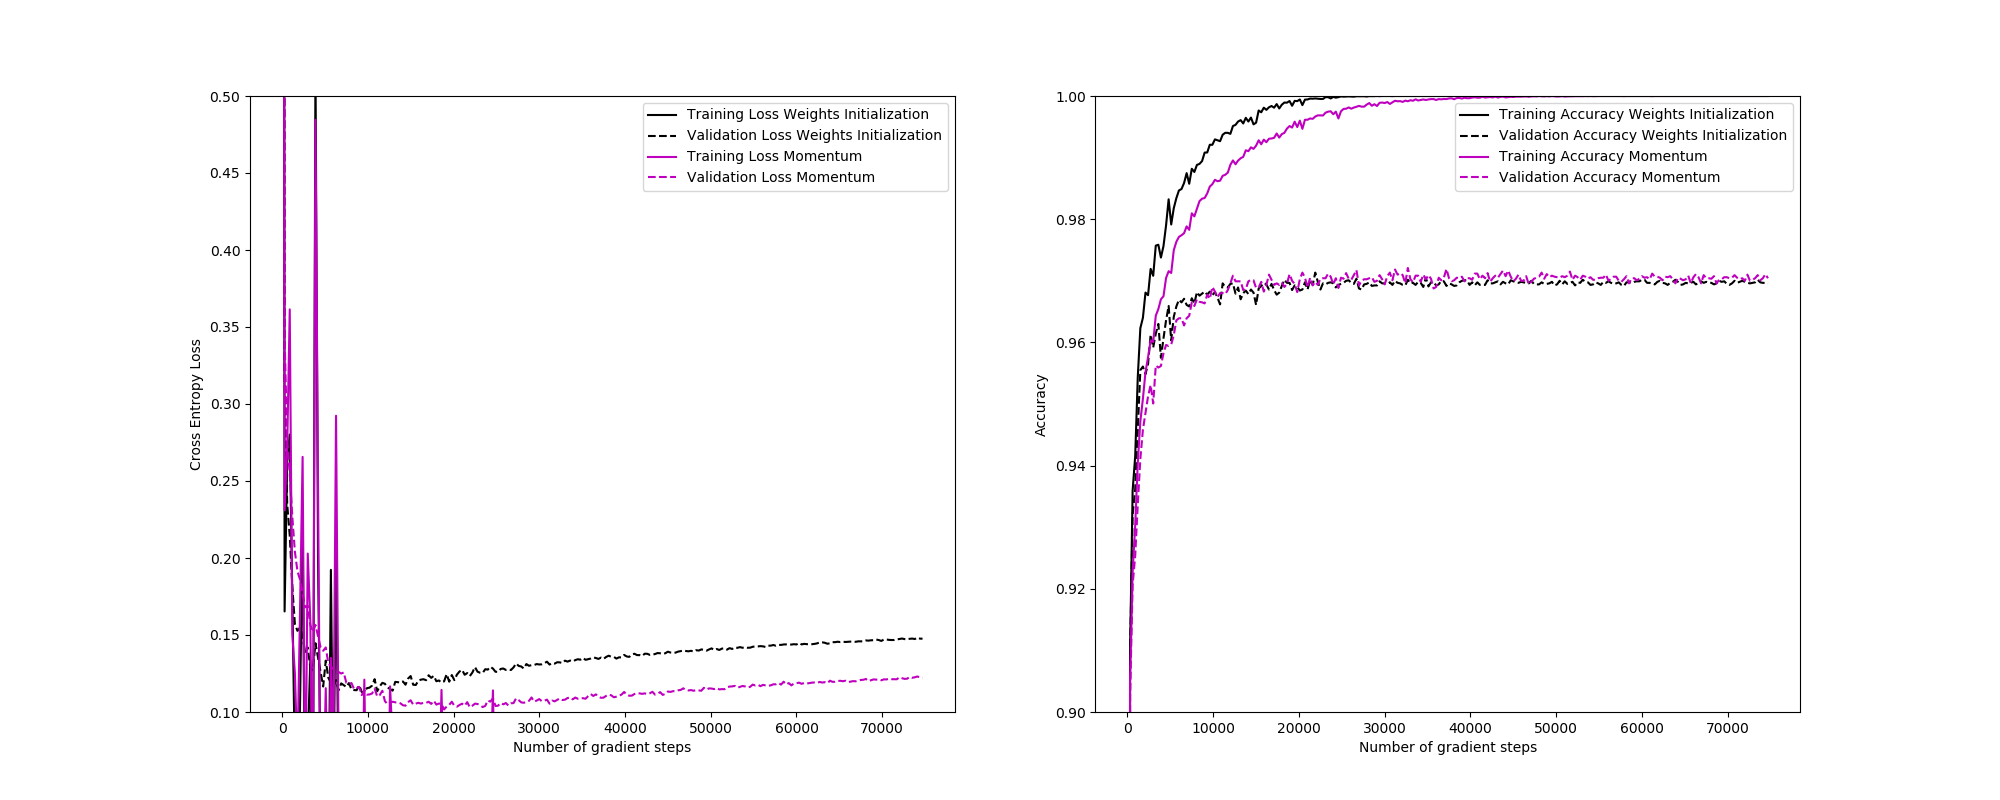 0.50
0.45
0.40
0.35
0.30
0.25
0.20
0.15
0.10
Cross Entropy Loss
0 10000 20000 30000 40000 50000 60000 70000
Number of gradient steps
Training Loss Weights Initialization
Validation Loss Weights Initialization
Training Loss Momentum
Validation Loss Momentum
1.00
0.98
0.96
0.94
0.92
0.90
Accuracy
0 10000 20000 30000 40000 50000 60000 70000
Number of gradient steps
Training Accuracy Weights Initialization
Validation Accuracy Weights Initialization
Training Accuracy Momentum
Validation Accuracy Momentum